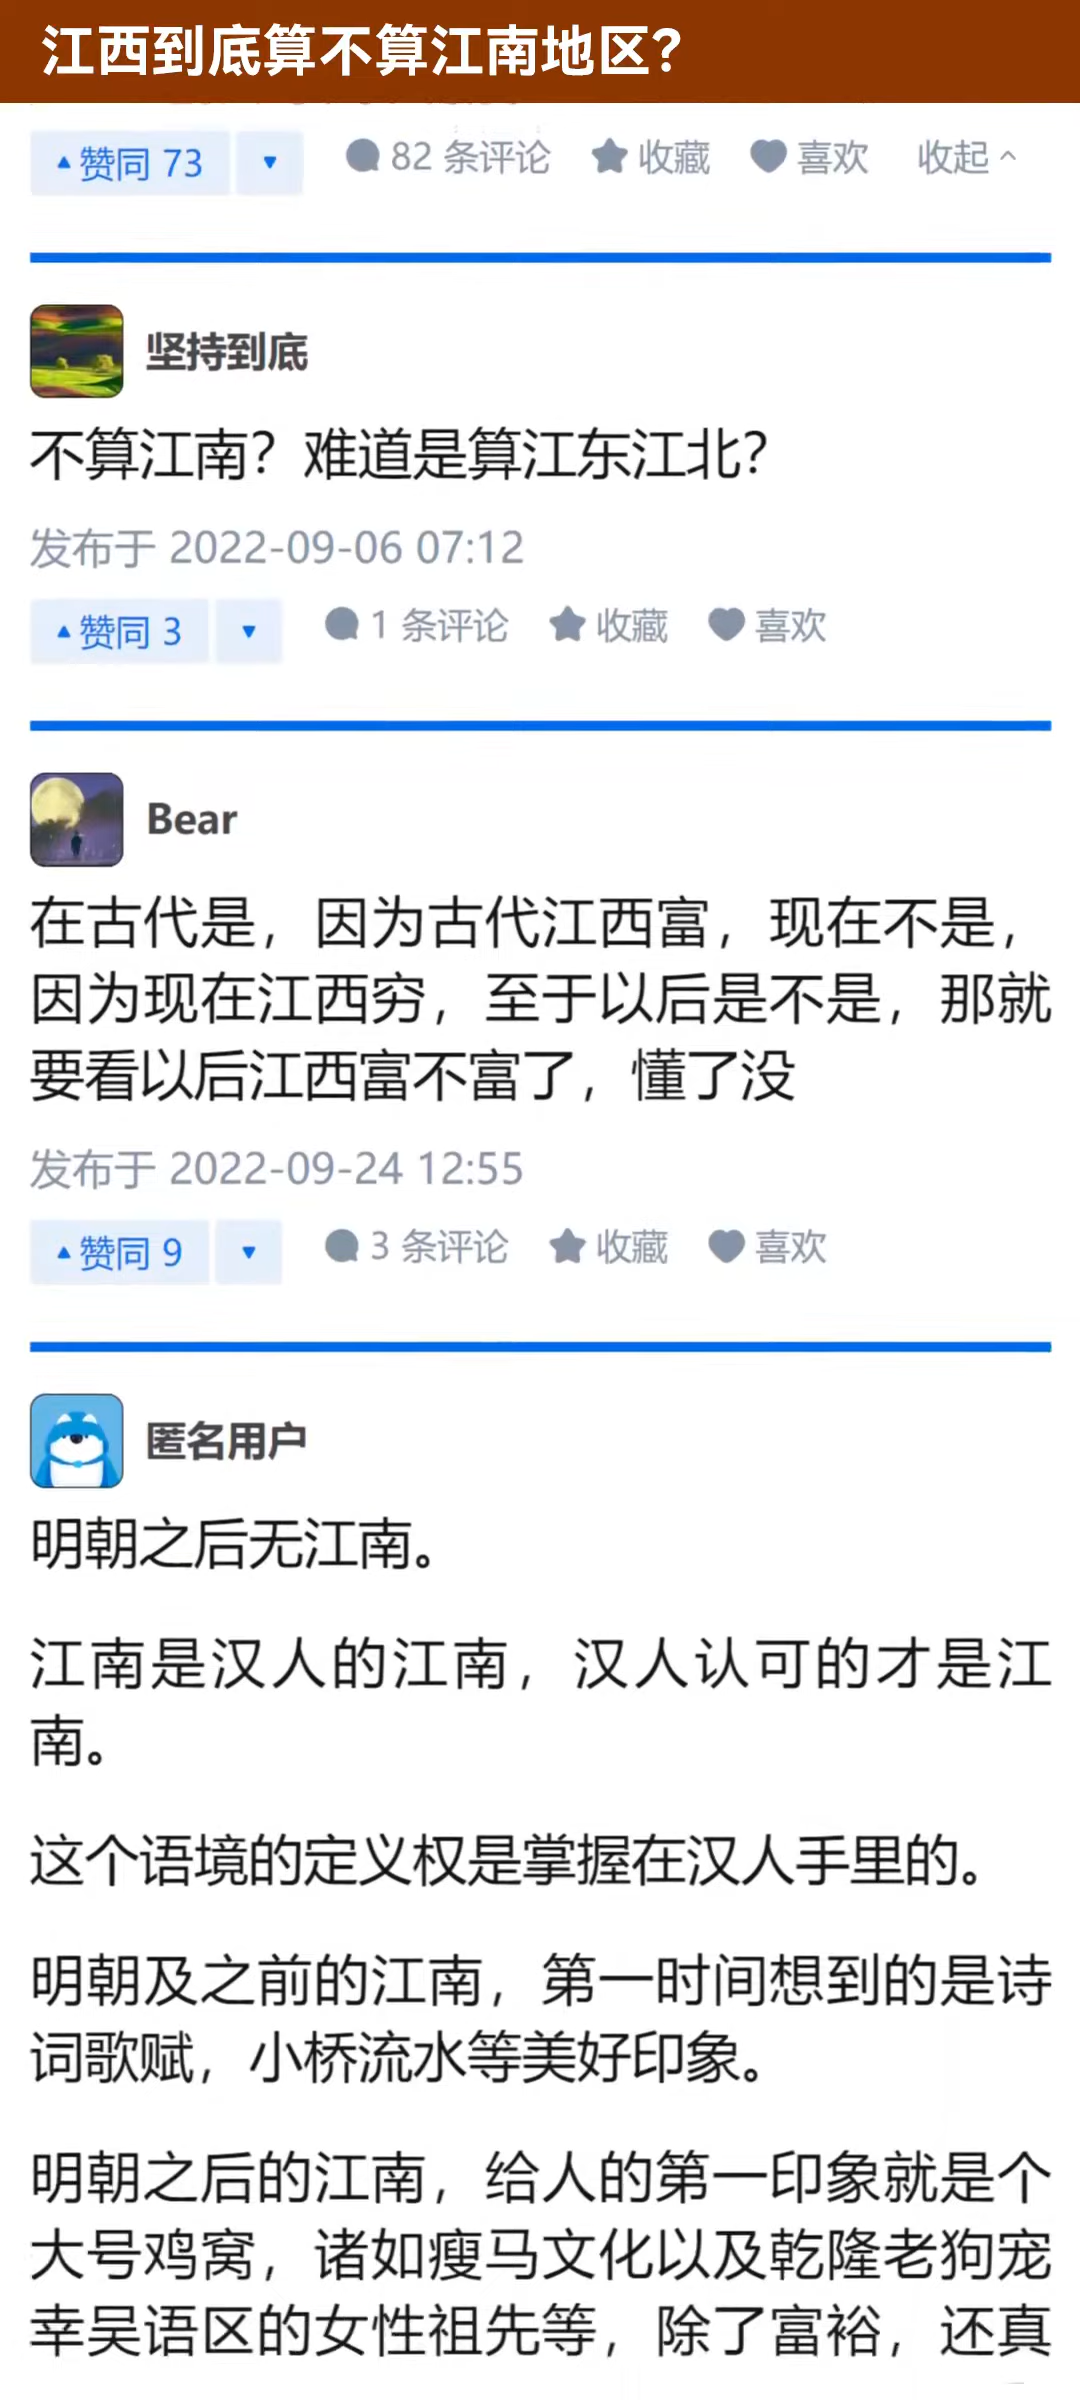 江西到底算不算江南地区？
赞同 73
82 条评论
收藏
喜欢
收起
坚持到底
不算江南？难道是算江东江北？
发布于 2022-09-06 07:12
赞同 3
1 条评论
收藏
喜欢
Bear
在古代是，因为古代江西富，现在不是，
因为现在江西穷，至于以后是不是，那就
要看以后江西富不富了，懂了没
发布于 2022-09-24 12:55
赞同 9
3 条评论
收藏
喜欢
匿名用户
明朝之后无江南。
江南是汉人的江南，汉人认可的才是江
南。
这个语境的定义权是掌握在汉人手里的。
明朝及之前的江南，第一时间想到的是诗
词歌赋，小桥流水等美好印象。
明朝之后的江南，给人的第一印象就是个
大号鸡窝，诸如瘦马文化以及乾隆老狗宠
幸吴语区的女性祖先等，除了富裕，还真